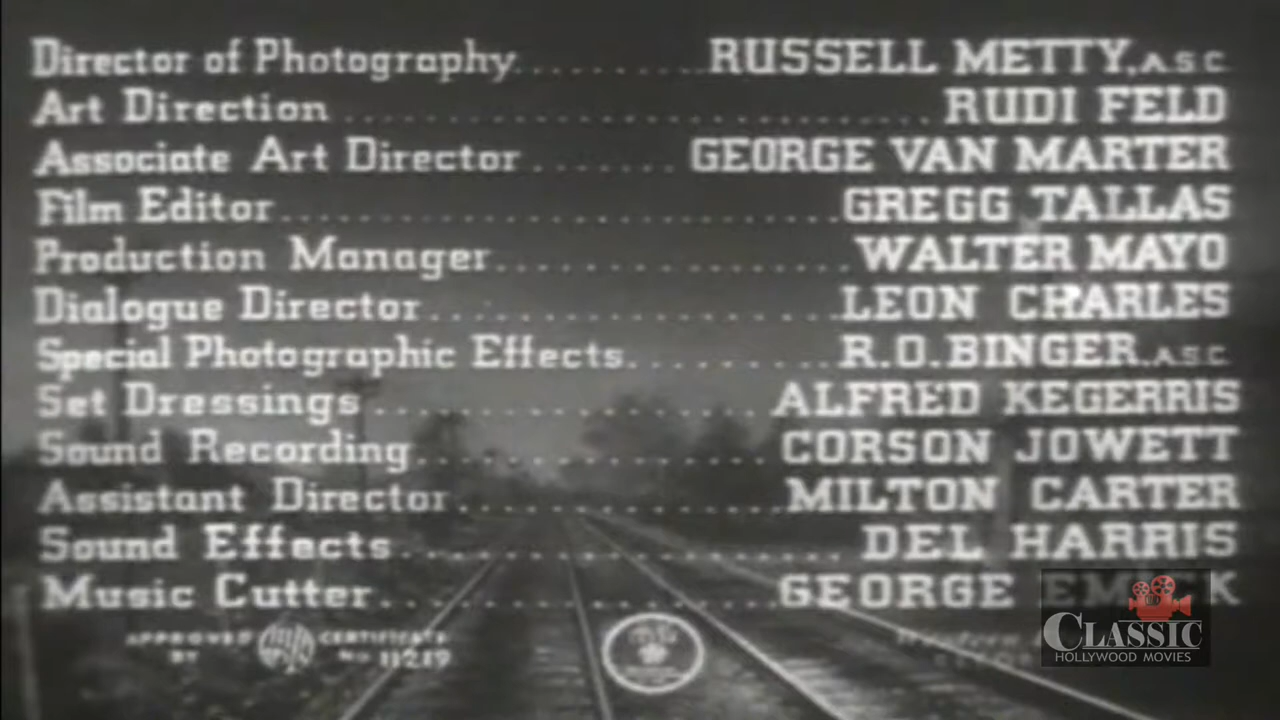 Director of Photography.........RUSSELL METTY, A.S.C.
Art Direction..............................RUDI FELD
Associate Art Director........GEORGE VAN MARTER
Film Editor..............................GREGG TALLAS
Production Manager...................WALTER MAYO
Dialogue Director......................LEON CHARLES
Special Photographic Effects.........R.O.BINGER, A.S.C.
Set Dressings....................ALFRED KEGERRIS
Sound Recording..................CORSON JOWETT
Assistant Director.................MILTON CARTER
Sound Effects.......................DEL HARRIS
Music Cutter.....................GEORGE EMICK
APPROVED CERTIFICATE
BY NO 11219
Western
CLASSIC
HOLLYWOOD MOVIES